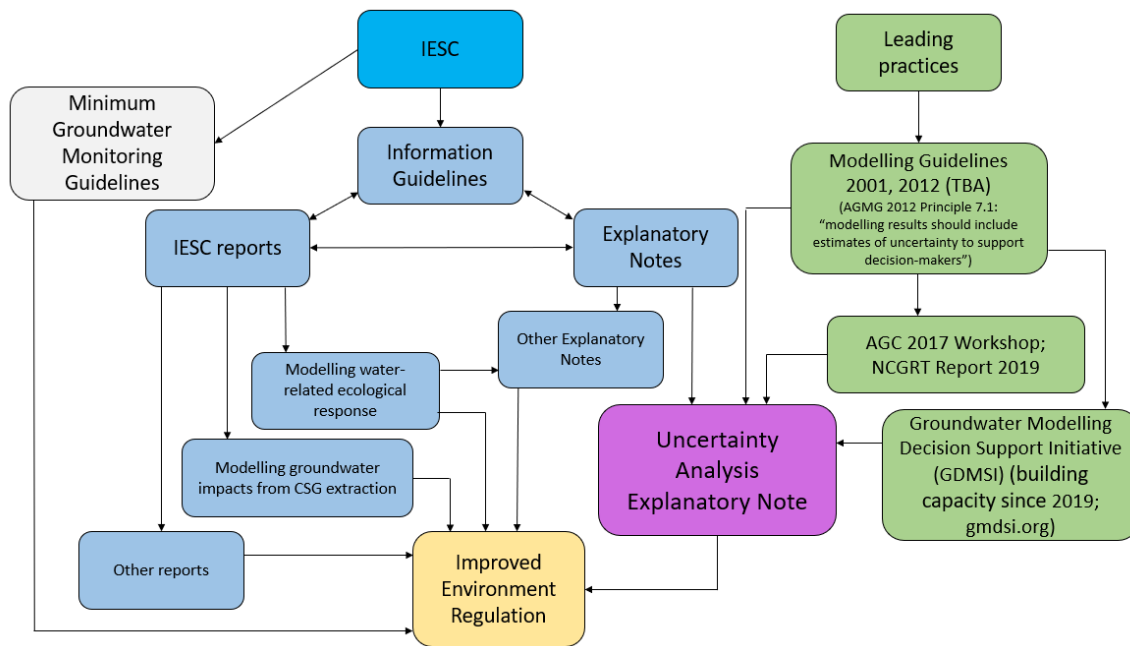 IESC
Leading
practices
Minimum
Groundwater
Monitoring
Guidelines
Information
Guidelines
Modelling Guidelines
2001, 2012 (TBA)
(AGMG 2012 Principle 7.1:
“modelling results should include
estimates of uncertainty to support
decision-makers”)
IESC reports
Explanatory
Notes
Other Explanatory
Notes
AGC 2017 Workshop;
NCGRT Report 2019
Modelling water-
related ecological
response
Uncertainty
Analysis
Explanatory Note
Groundwater Modelling
Decision Support Initiative
(GDMSI) (building
capacity since 2019;
gmdsi.org)
Modelling groundwater
impacts from CSG extraction
Other reports
Improved
Environment
Regulation